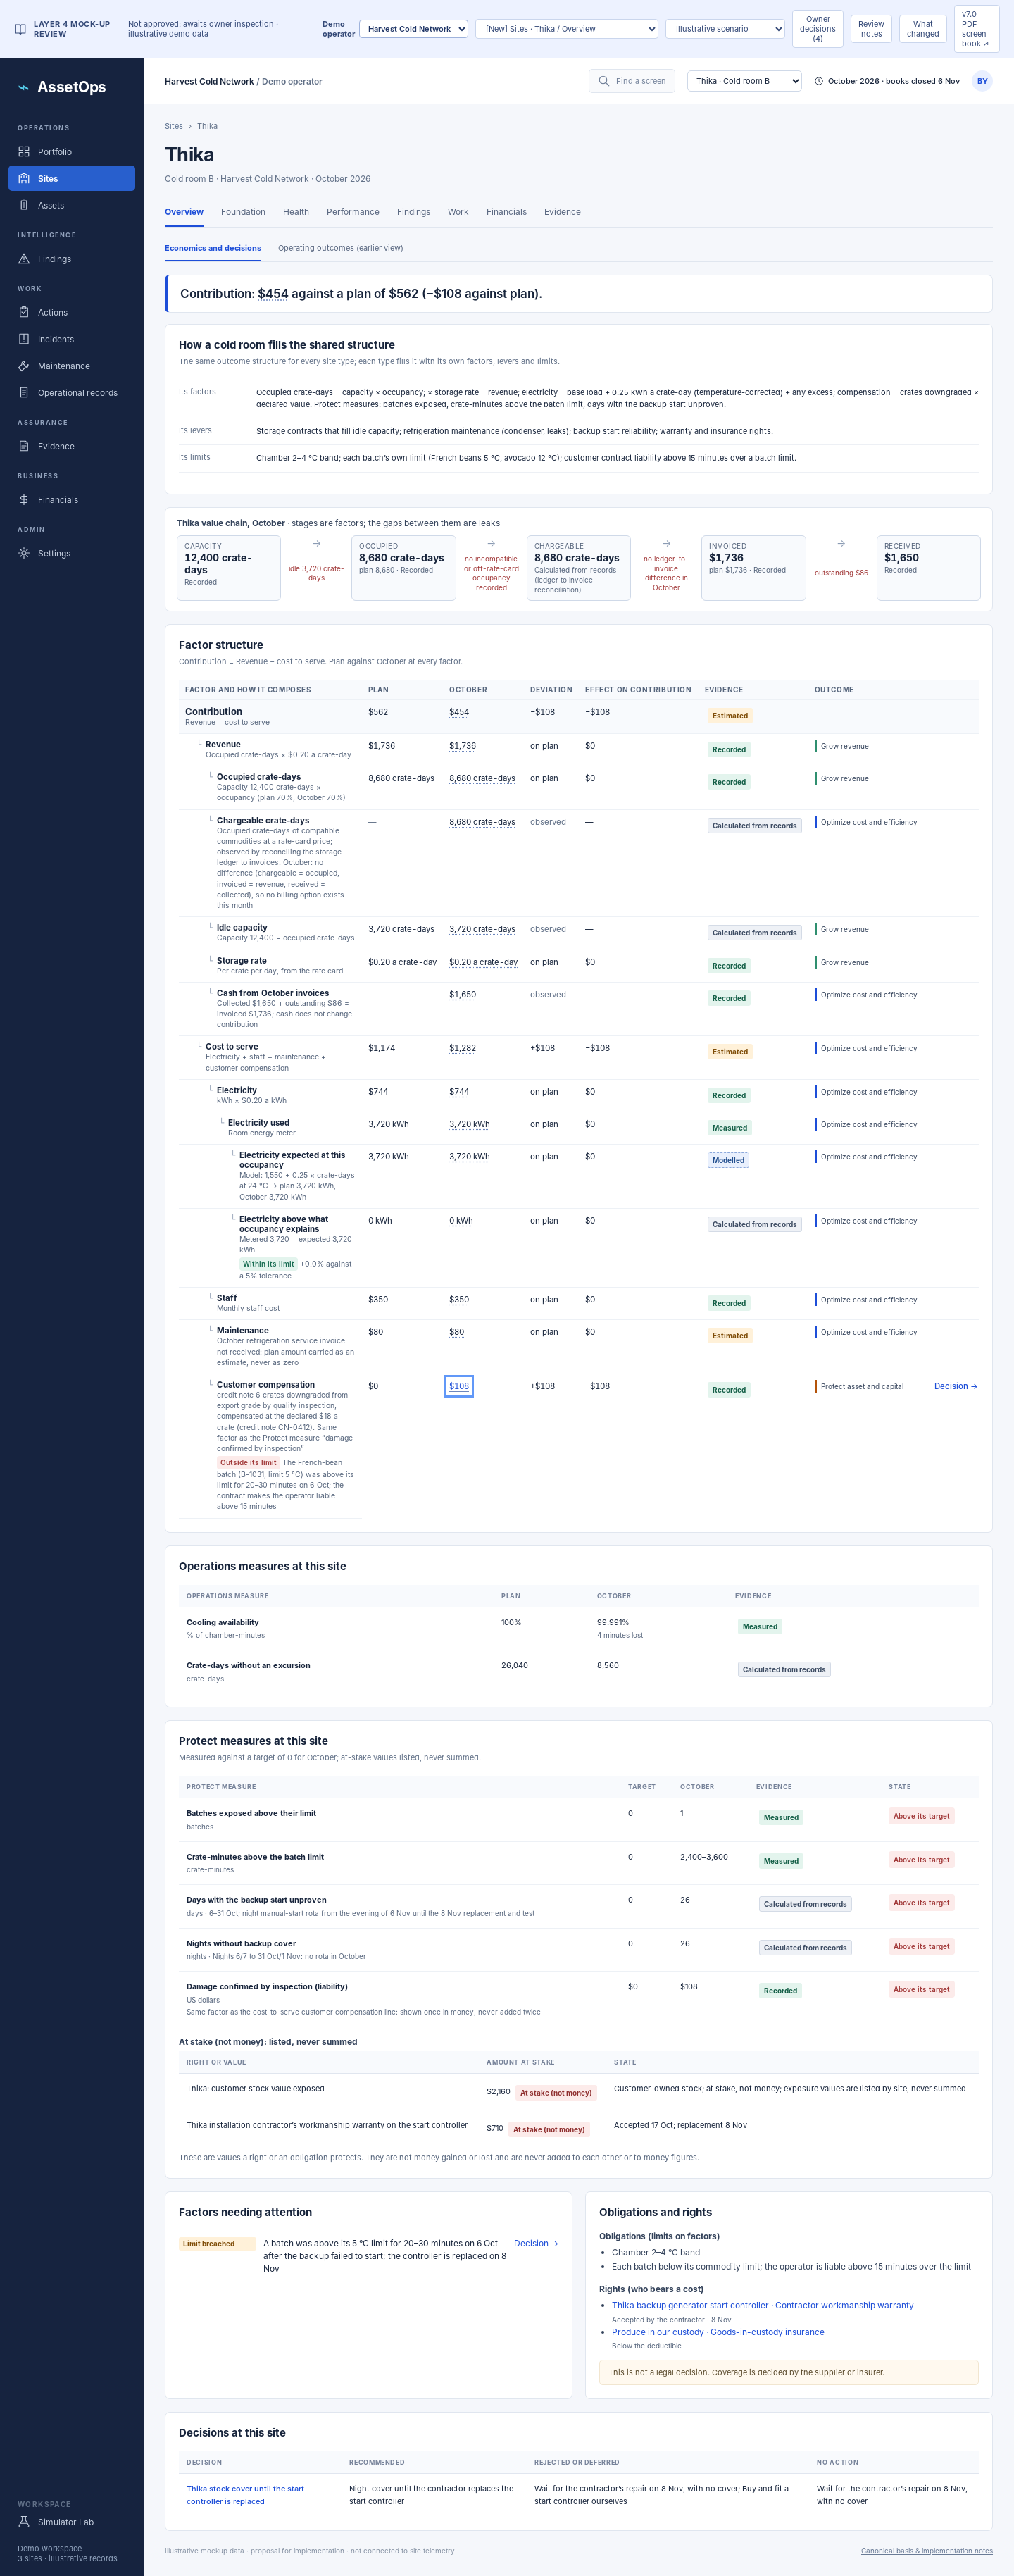 LAYER 4 MOCK-UP REVIEW
Not approved: awaits owner inspection · illustrative demo data
Demo operator
Harvest Cold Network
[New] Sites · Thika / Overview
Illustrative scenario
Owner decisions (4)
Review notes
What changed
v7.0 PDF screen book ↗
AssetOps
Harvest Cold Network / Demo operator
Find a screen
Thika · Cold room B
October 2026 · books closed 6 Nov
BY
OPERATIONS
Portfolio
Sites
Assets
INTELLIGENCE
Findings
WORK
Actions
Incidents
Maintenance
Operational records
ASSURANCE
Evidence
BUSINESS
Financials
ADMIN
Settings
WORKSPACE
Simulator Lab
Demo workspace
3 sites · illustrative records
Sites › Thika
Thika
Cold room B · Harvest Cold Network · October 2026
Overview Foundation Health Performance Findings Work Financials Evidence
Economics and decisions Operating outcomes (earlier view)
Contribution: $454 against a plan of $562 (−$108 against plan).
How a cold room fills the shared structure
The same outcome structure for every site type; each type fills it with its own factors, levers and limits.
Its factors
Occupied crate-days = capacity × occupancy; × storage rate = revenue; electricity = base load + 0.25 kWh a crate-day (temperature-corrected) + any excess; compensation = crates downgraded ×
declared value. Protect measures: batches exposed, crate-minutes above the batch limit, days with the backup start unproven.
Its levers
Storage contracts that fill idle capacity; refrigeration maintenance (condenser, leaks); backup start reliability; warranty and insurance rights.
Its limits
Chamber 2–4 °C band; each batch's own limit (French beans 5 °C, avocado 12 °C); customer contract liability above 15 minutes over a batch limit.
Thika value chain, October · stages are factors; the gaps between them are leaks
CAPACITY
12,400 crate-days
Recorded
→
idle 3,720 crate-days
OCCUPIED
8,680 crate-days
plan 8,680 · Recorded
→
no incompatible or off-rate-card occupancy recorded
CHARGEABLE
8,680 crate-days
Calculated from records (ledger to invoice reconciliation)
→
no ledger-to-invoice difference in October
INVOICED
$1,736
plan $1,736 · Recorded
→
outstanding $86
RECEIVED
$1,650
Recorded
Factor structure
Contribution = Revenue − cost to serve. Plan against October at every factor.
FACTOR AND HOW IT COMPOSES PLAN OCTOBER DEVIATION EFFECT ON CONTRIBUTION EVIDENCE OUTCOME
Contribution $562 $454 −$108 −$108 Estimated
Revenue − cost to serve
└ Revenue $1,736 $1,736 on plan $0 Recorded Grow revenue
Occupied crate-days × $0.20 a crate-day
└ Occupied crate-days 8,680 crate-days 8,680 crate-days on plan $0 Recorded Grow revenue
Capacity 12,400 crate-days ×
occupancy (plan 70%, October 70%)
└ Chargeable crate-days — 8,680 crate-days observed — Calculated from records Optimize cost and efficiency
Occupied crate-days of compatible
commodities at a rate-card price;
observed by reconciling the storage
ledger to invoices. October: no
difference (chargeable = occupied,
invoiced = revenue, received =
collected), so no billing option exists
this month
└ Idle capacity 3,720 crate-days 3,720 crate-days observed — Calculated from records Grow revenue
Capacity 12,400 − occupied crate-days
└ Storage rate $0.20 a crate-day $0.20 a crate-day on plan $0 Recorded Grow revenue
Per crate per day, from the rate card
└ Cash from October invoices — $1,650 observed — Recorded Optimize cost and efficiency
Collected $1,650 + outstanding $86 =
invoiced $1,736; cash does not change
contribution
└ Cost to serve $1,174 $1,282 +$108 −$108 Estimated Optimize cost and efficiency
Electricity + staff + maintenance +
customer compensation
└ Electricity $744 $744 on plan $0 Recorded Optimize cost and efficiency
kWh × $0.20 a kWh
└ Electricity used 3,720 kWh 3,720 kWh on plan $0 Measured Optimize cost and efficiency
Room energy meter
└ Electricity expected at this occupancy 3,720 kWh 3,720 kWh on plan $0 Modelled Optimize cost and efficiency
Model: 1,550 + 0.25 × crate-days
at 24 °C → plan 3,720 kWh,
October 3,720 kWh
└ Electricity above what occupancy explains 0 kWh 0 kWh on plan $0 Calculated from records Optimize cost and efficiency
Metered 3,720 − expected 3,720
kWh
Within its limit +0.0% against
a 5% tolerance
└ Staff $350 $350 on plan $0 Recorded Optimize cost and efficiency
Monthly staff cost
└ Maintenance $80 $80 on plan $0 Estimated Optimize cost and efficiency
October refrigeration service invoice
not received: plan amount carried as an
estimate, never as zero
└ Customer compensation $0 $108 +$108 −$108 Recorded Protect asset and capital Decision →
credit note 6 crates downgraded from
export grade by quality inspection,
compensated at the declared $18 a
crate (credit note CN-0412). Same
factor as the Protect measure "damage
confirmed by inspection"
Outside its limit The French-bean
batch (B-1031, limit 5 °C) was above its
limit for 20–30 minutes on 6 Oct; the
contract makes the operator liable
above 15 minutes
Operations measures at this site
OPERATIONS MEASURE PLAN OCTOBER EVIDENCE
Cooling availability 100% 99.991% Measured
% of chamber-minutes 4 minutes lost
Crate-days without an excursion 26,040 8,560 Calculated from records
crate-days
Protect measures at this site
Measured against a target of 0 for October; at-stake values listed, never summed.
PROTECT MEASURE TARGET OCTOBER EVIDENCE STATE
Batches exposed above their limit 0 1 Measured Above its target
batches
Crate-minutes above the batch limit 0 2,400–3,600 Measured Above its target
crate-minutes
Days with the backup start unproven 0 26 Calculated from records Above its target
days · 6–31 Oct; night manual-start rota from the evening of 6 Nov until the 8 Nov replacement and test
Nights without backup cover 0 26 Calculated from records Above its target
nights · Nights 6/7 to 31 Oct/1 Nov: no rota in October
Damage confirmed by inspection (liability) $0 $108 Recorded Above its target
US dollars
Same factor as the cost-to-serve customer compensation line: shown once in money, never added twice
At stake (not money): listed, never summed
RIGHT OR VALUE AMOUNT AT STAKE STATE
Thika: customer stock value exposed $2,160 At stake (not money) Customer-owned stock; at stake, not money; exposure values are listed by site, never summed
Thika installation contractor's workmanship warranty on the start controller $710 At stake (not money) Accepted 17 Oct; replacement 8 Nov
These are values a right or an obligation protects. They are not money gained or lost and are never added to each other or to money figures.
Factors needing attention
Limit breached
A batch was above its 5 °C limit for 20–30 minutes on 6 Oct
after the backup failed to start; the controller is replaced on 8
Nov
Decision →
Obligations and rights
Obligations (limits on factors)
• Chamber 2–4 °C band
• Each batch below its commodity limit; the operator is liable above 15 minutes over the limit
Rights (who bears a cost)
• Thika backup generator start controller · Contractor workmanship warranty
Accepted by the contractor · 8 Nov
• Produce in our custody · Goods-in-custody insurance
Below the deductible
This is not a legal decision. Coverage is decided by the supplier or insurer.
Decisions at this site
DECISION RECOMMENDED REJECTED OR DEFERRED NO ACTION
Thika stock cover until the start controller is replaced
Night cover until the contractor replaces the start controller
Wait for the contractor's repair on 8 Nov, with no cover; Buy and fit a start controller ourselves
Wait for the contractor's repair on 8 Nov, with no cover
Illustrative mockup data · proposal for implementation · not connected to site telemetry
Canonical basis & implementation notes